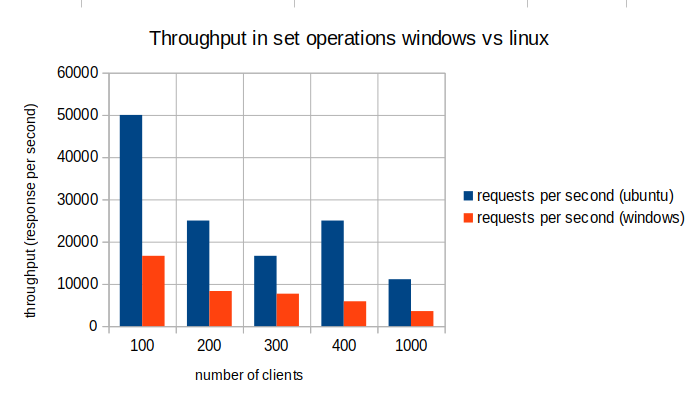 Throughput in set operations windows vs linux
60000
50000
40000
30000
20000
10000
0
throughput (response per second)
100 200 300 400 1000
number of clients
requests per second (ubuntu)
requests per second (windows)